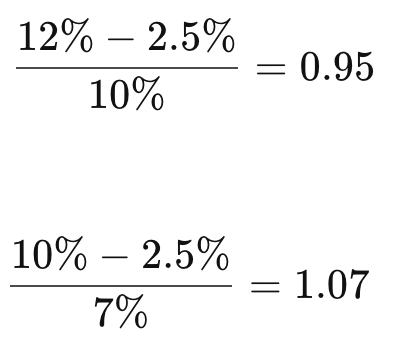 12% − 2.5%
10%
= 0.95
10% − 2.5%
7%
= 1.07